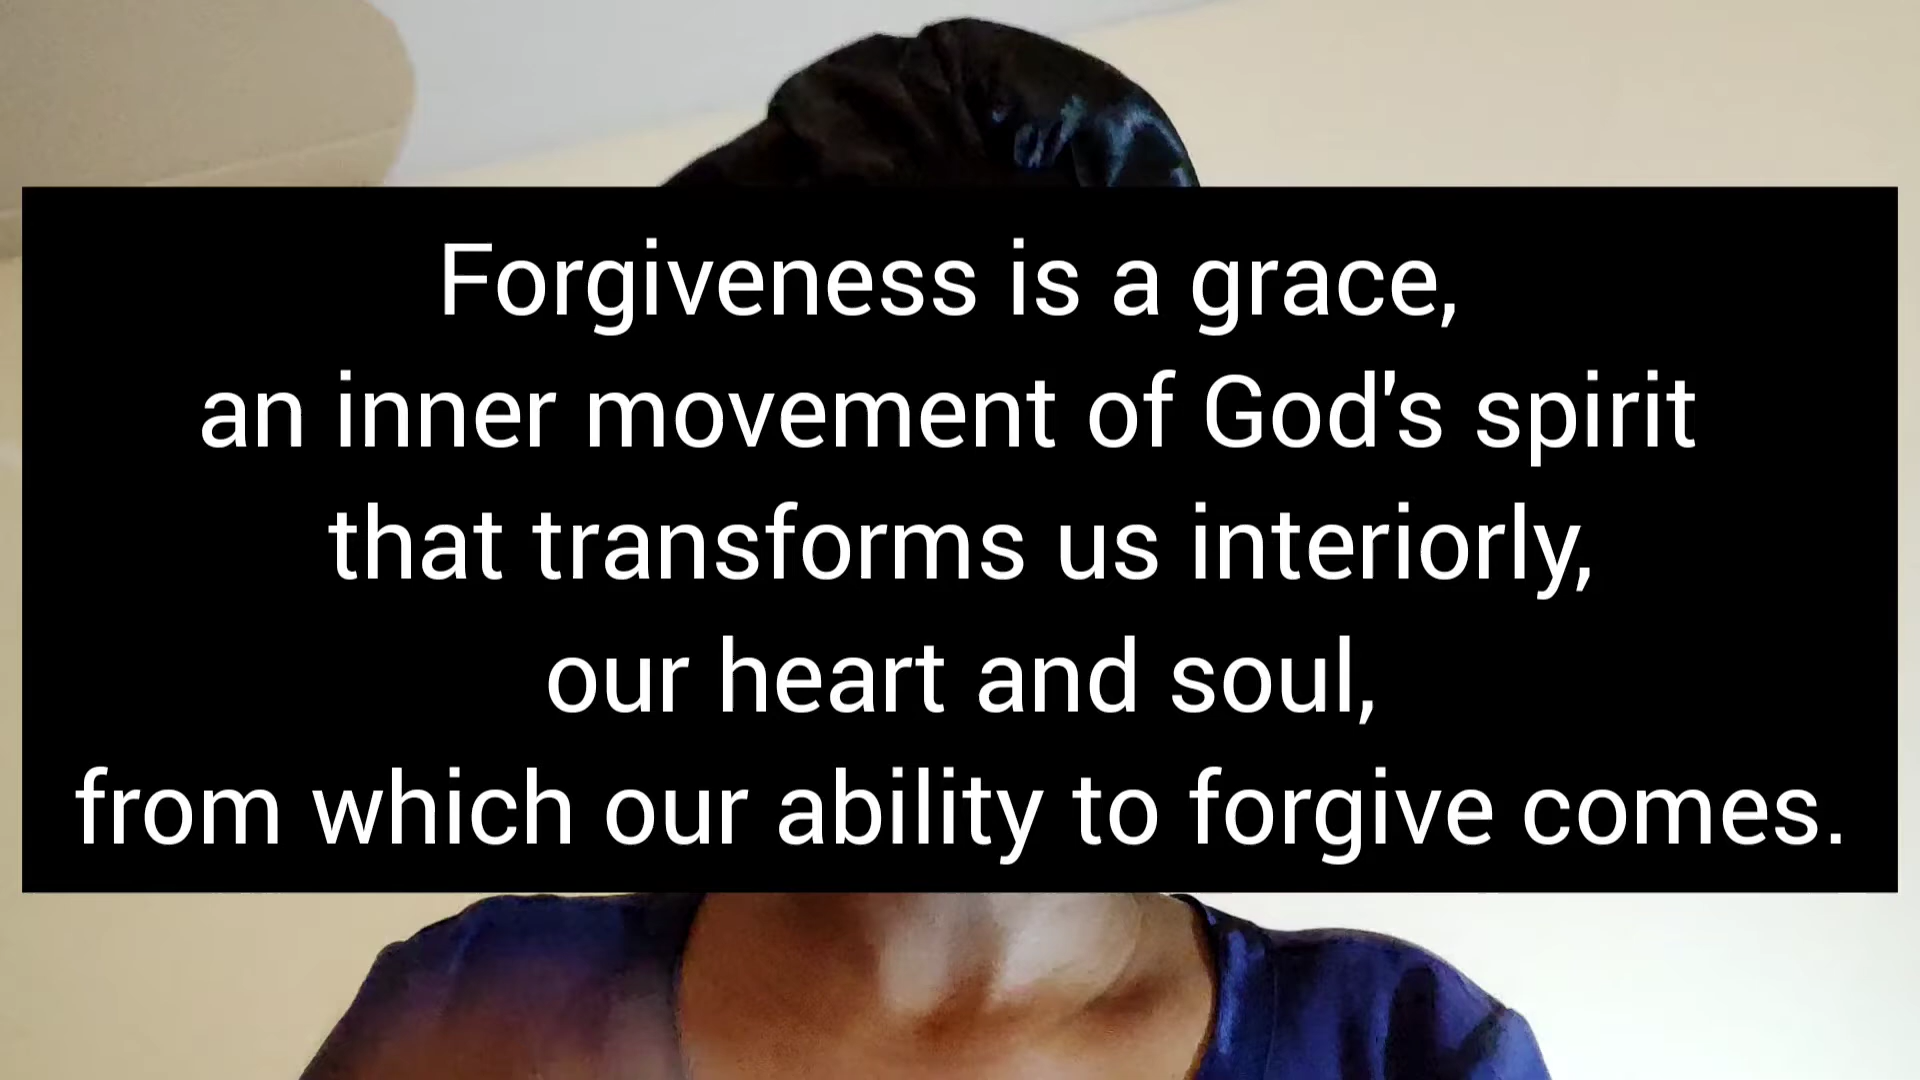 Forgiveness is a grace,
an inner movement of God's spirit
that transforms us interiorly,
our heart and soul,
from which our ability to forgive comes.